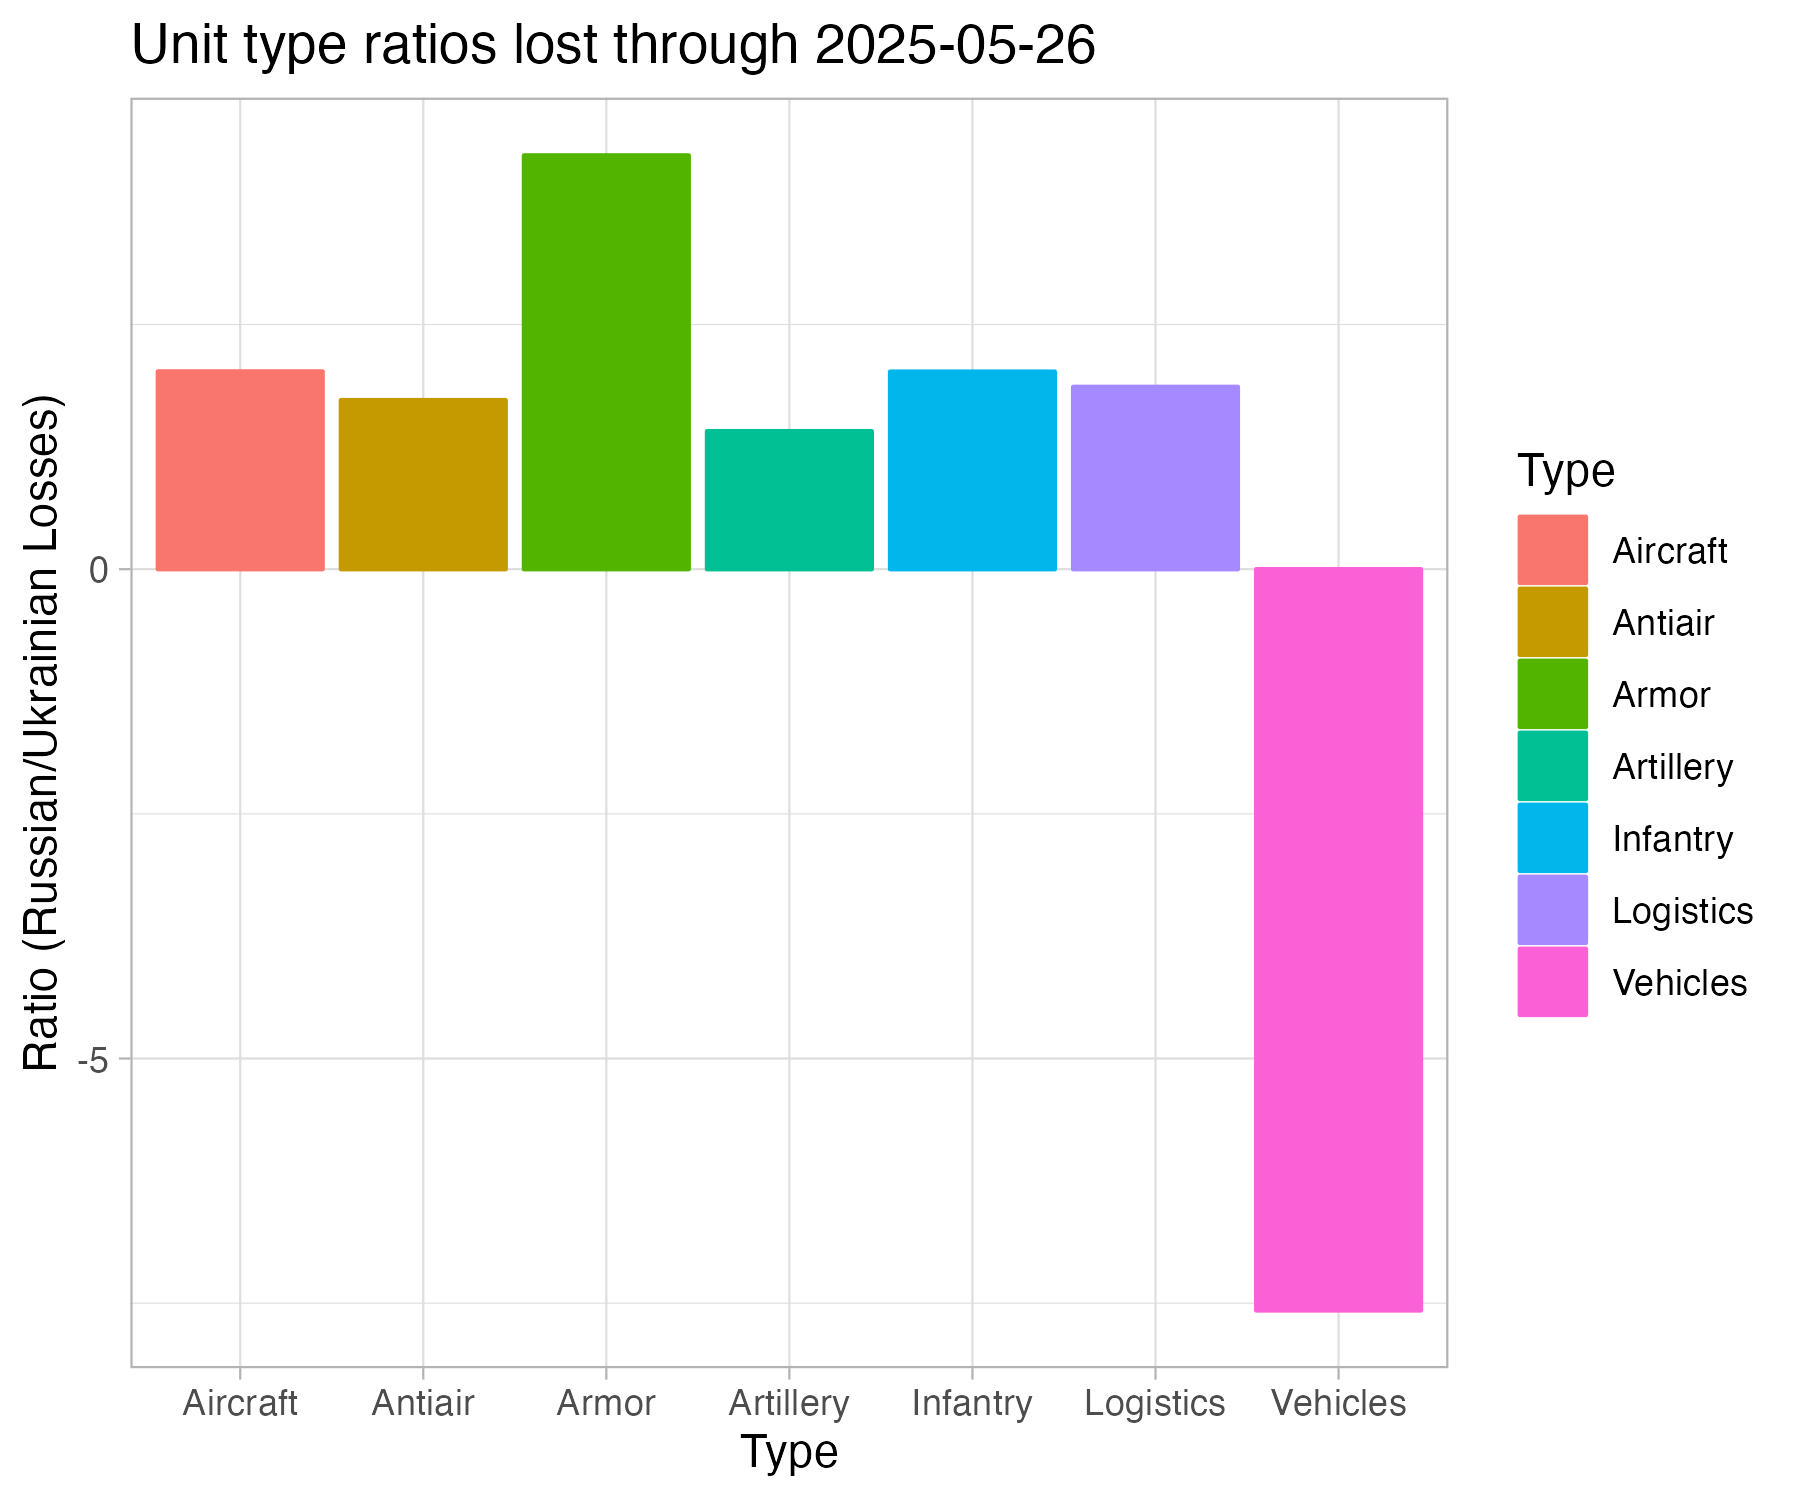 Unit type ratios lost through 2025-05-26
Ratio (Russian/Ukrainian Losses)
0
-5
Aircraft Antiair Armor Artillery Infantry Logistics Vehicles
Type
Type
Aircraft
Antiair
Armor
Artillery
Infantry
Logistics
Vehicles